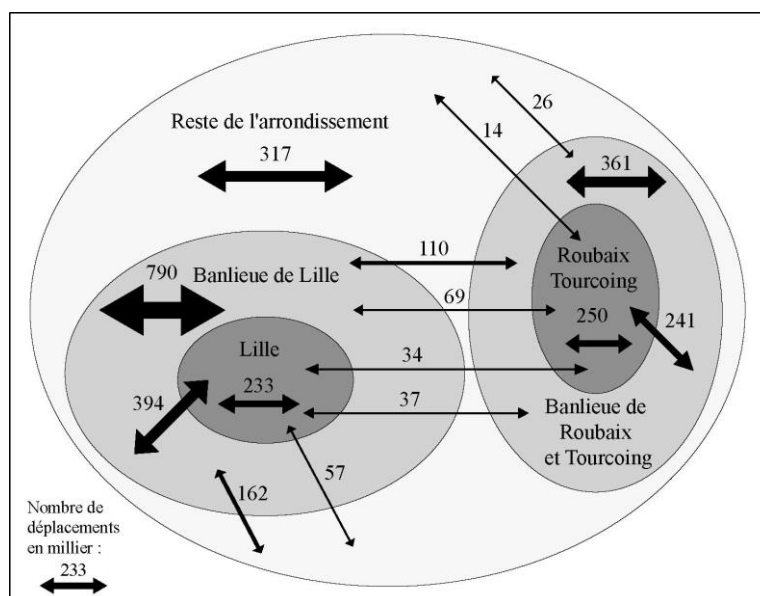 26
14
Reste de l'arrondissement
317
361
110
790
Banlieue de Lille
Roubaix
Tourcoing
69
250
241
Lille
34
233
37
394
Banlieue de
Roubaix
et Tourcoing
57
162
Nombre de
déplacements
en millier :
233